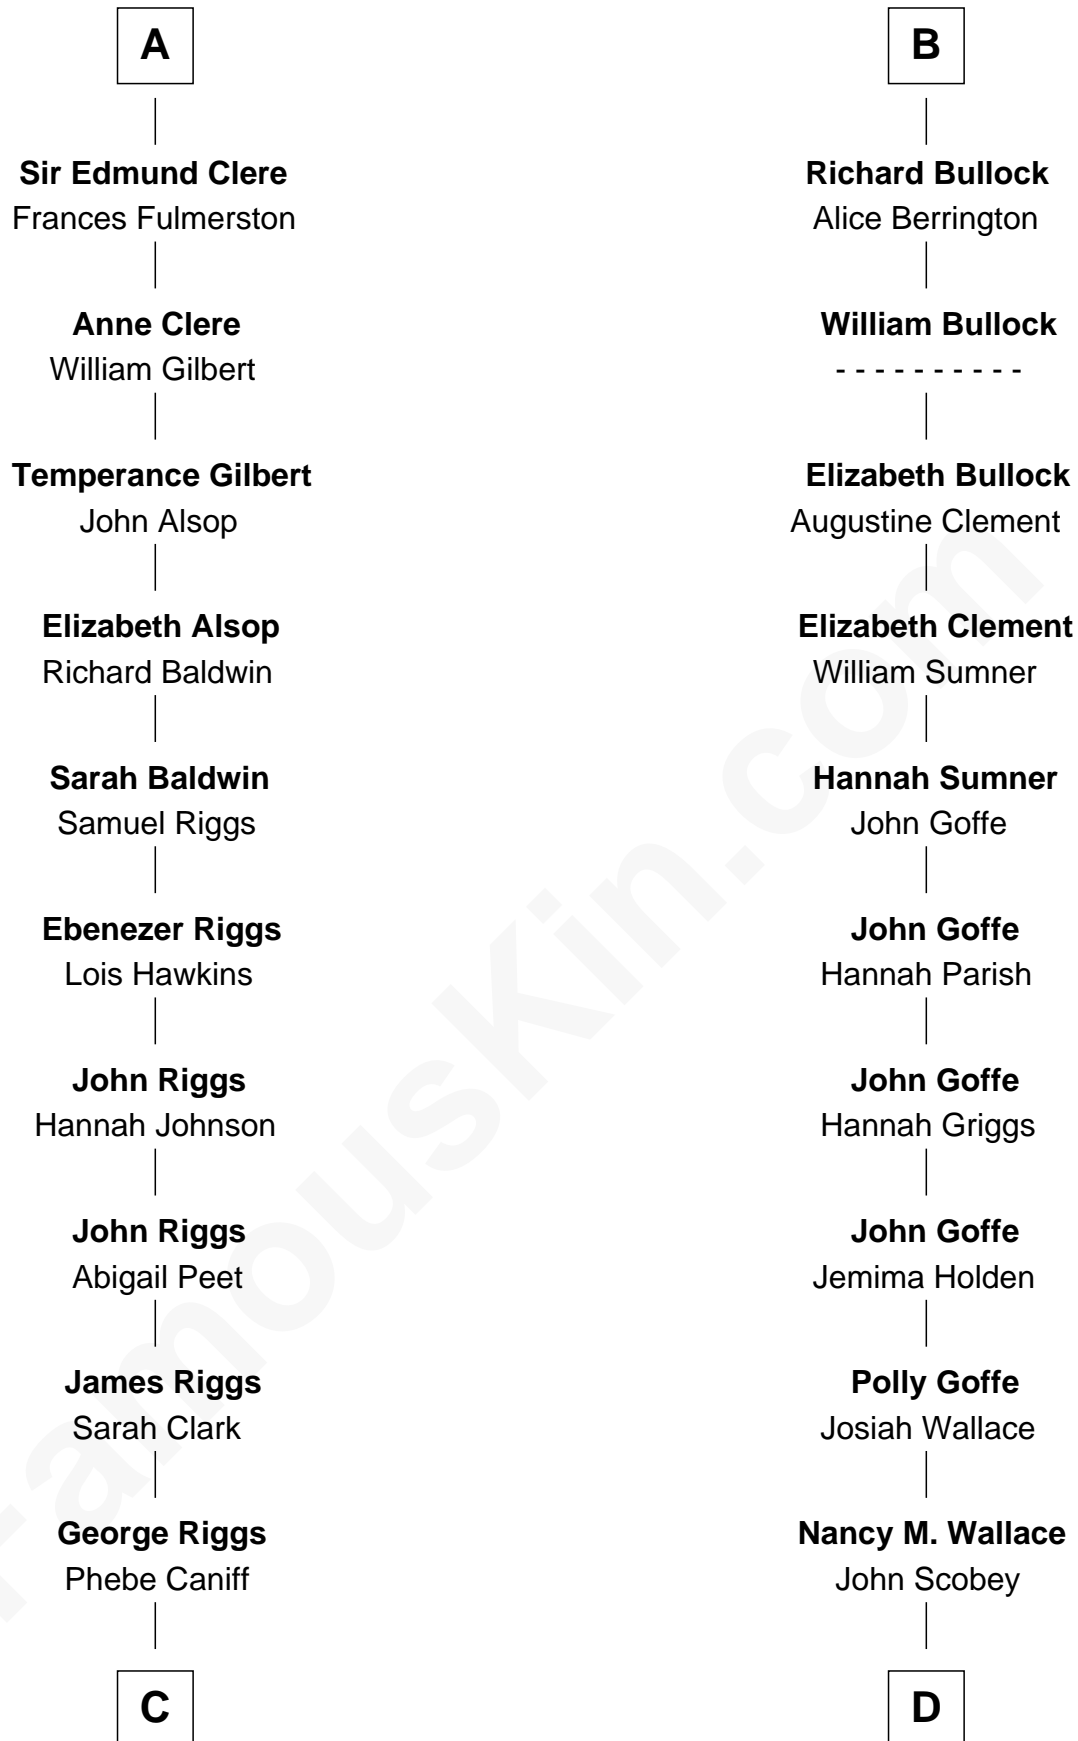 A
Sir Edmund Clere
Frances Fulmerston
Anne Clere
William Gilbert
Temperance Gilbert
John Alsop
Elizabeth Alsop
Richard Baldwin
Sarah Baldwin
Samuel Riggs
Ebenezer Riggs
Lois Hawkins
John Riggs
Hannah Johnson
John Riggs
Abigail Peet
James Riggs
Sarah Clark
George Riggs
Phebe Caniff
C
B
Richard Bullock
Alice Berrington
William Bullock
- - - - - - - - - -
Elizabeth Bullock
Augustine Clement
Elizabeth Clement
William Sumner
Hannah Sumner
John Goffe
John Goffe
Hannah Parish
John Goffe
Hannah Griggs
John Goffe
Jemima Holden
Polly Goffe
Josiah Wallace
Nancy M. Wallace
John Scobey
D
FamousKin.com